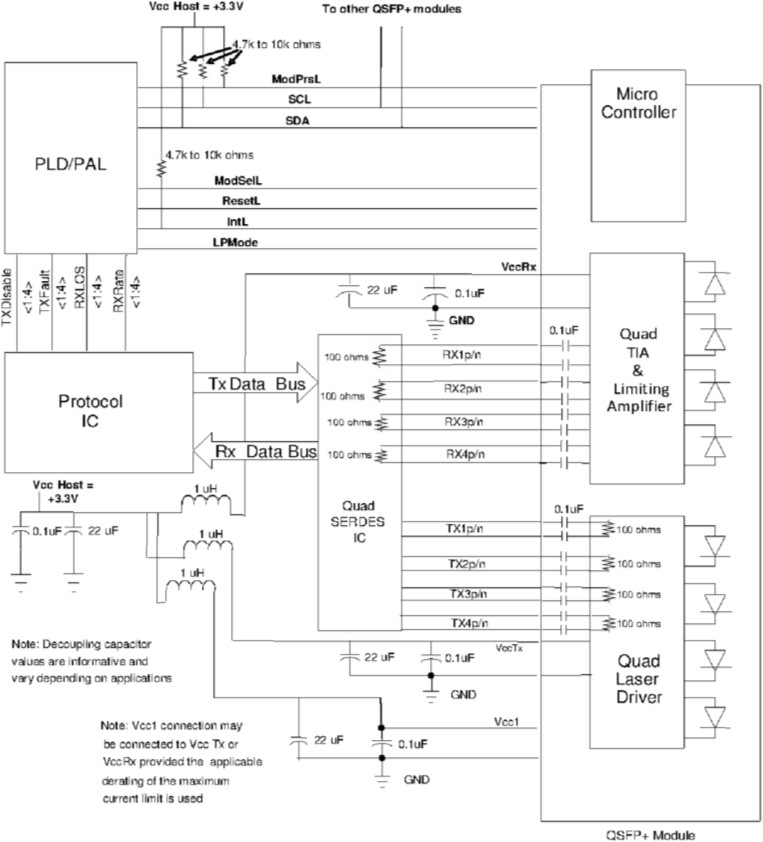 Vcc Host = +3.3V
To other QSFP+ modules
4.7k to 10k ohms
ModPrsL
SCL
SDA
Micro
Controller
PLD/PAL
4.7k to 10k ohms
ModSelL
ResetL
IntL
LPMode
TXDisable
<1:4>
TXFault
<1:4>
RXLOS
<1:4>
RXRate
<1:4>
VccRx
22 uF
0.1uF
GND
0.1uF
Quad
TIA
&
Limiting
Amplifier
100 ohms
RX1p/n
Tx Data Bus
100 ohms
RX2p/n
Protocol
IC
100 ohms
RX3p/n
Rx Data Bus
100 ohms
RX4p/n
Vcc Host =
+3.3V
1 uH
0.1uF
22 uF
Quad
SERDES
IC
0.1uF
TX1p/n
100 ohms
1 uH
TX2p/n
100 ohms
1 uH
TX3p/n
100 ohms
TX4p/n
100 ohms
Note: Decoupling capacitor
values are informative and
vary depending on applications
VccTx
22 uF
0.1uF
GND
Quad
Laser
Driver
Note: Vcc1 connection may
be connected to Vcc Tx or
VccRx provided the applicable
derating of the maximum
current limit is used
Vcc1
22 uF
0.1uF
GND
QSFP+ Module